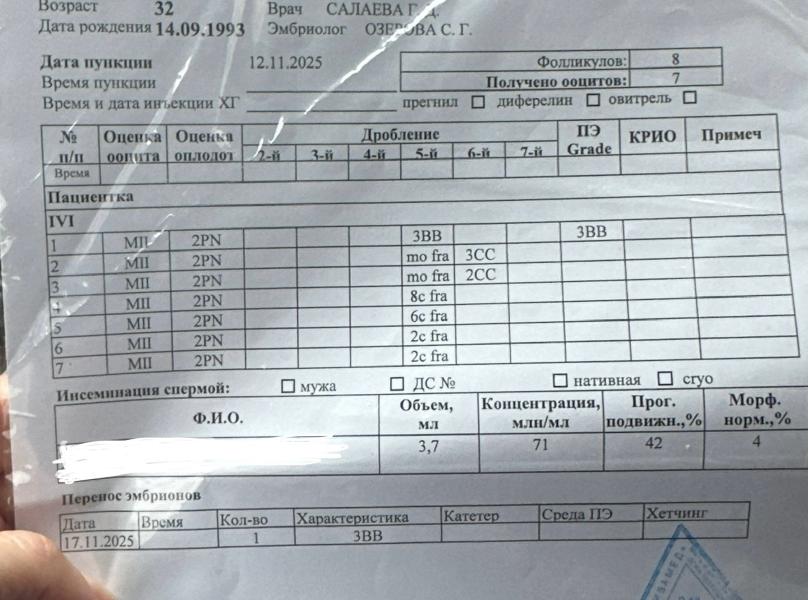 Возраст 32 Врач САЛАЕВА Г. Д.
Дата рождения 14.09.1993 Эмбриолог ОЗЕРОВА С. Г.
Дата пункции 12.11.2025 Фолликулов: 8
Время пункции Получено ооцитов: 7
Время и дата инъекции ХГ прегнил ☐ диферелин ☐ овитрель ☐
№ п/п Оценка ооцита Оценка оплодот Дробление ПЭ Grade КРИО Примеч
2-й 3-й 4-й 5-й 6-й 7-й
Время
Пациентка
IVI
1 MII 2PN 3BB 3BB
2 MII 2PN mo fra 3CC
3 MII 2PN mo fra 2CC
4 MII 2PN 8c fra
5 MII 2PN 6c fra
6 MII 2PN 2c fra
7 MII 2PN 2c fra
Инсеминация спермой: ☐ мужа ☐ ДС № ☐ нативная ☐ cryo
Ф.И.О. Объем, мл Концентрация, млн/мл Прог. подвижн.,% Морф. норм.,%
3,7 71 42 4
Перенос эмбрионов
Дата Время Кол-во Характеристика Катетер Среда ПЭ Хетчинг
17.11.2025 1 3BB